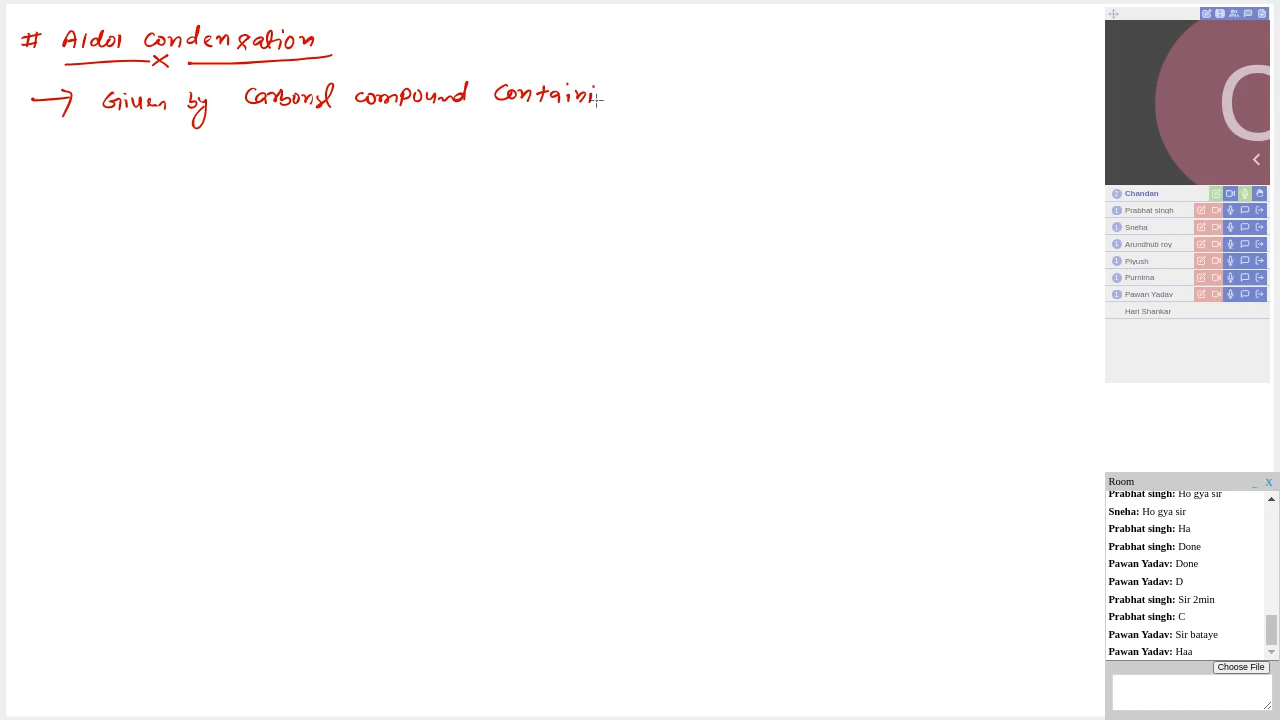 # Aldol condensation
→ Given by Carbonyl compound Containi
C
Chandan
Prabhat singh
Sneha
Arundhuti roy
Piyush
Purnima
Pawan Yadav
Hari Shankar
Room _ X
Prabhat singh: Ho gya sir
Sneha: Ho gya sir
Prabhat singh: Ha
Prabhat singh: Done
Pawan Yadav: Done
Pawan Yadav: D
Prabhat singh: Sir 2min
Prabhat singh: C
Pawan Yadav: Sir bataye
Pawan Yadav: Haa
Choose File